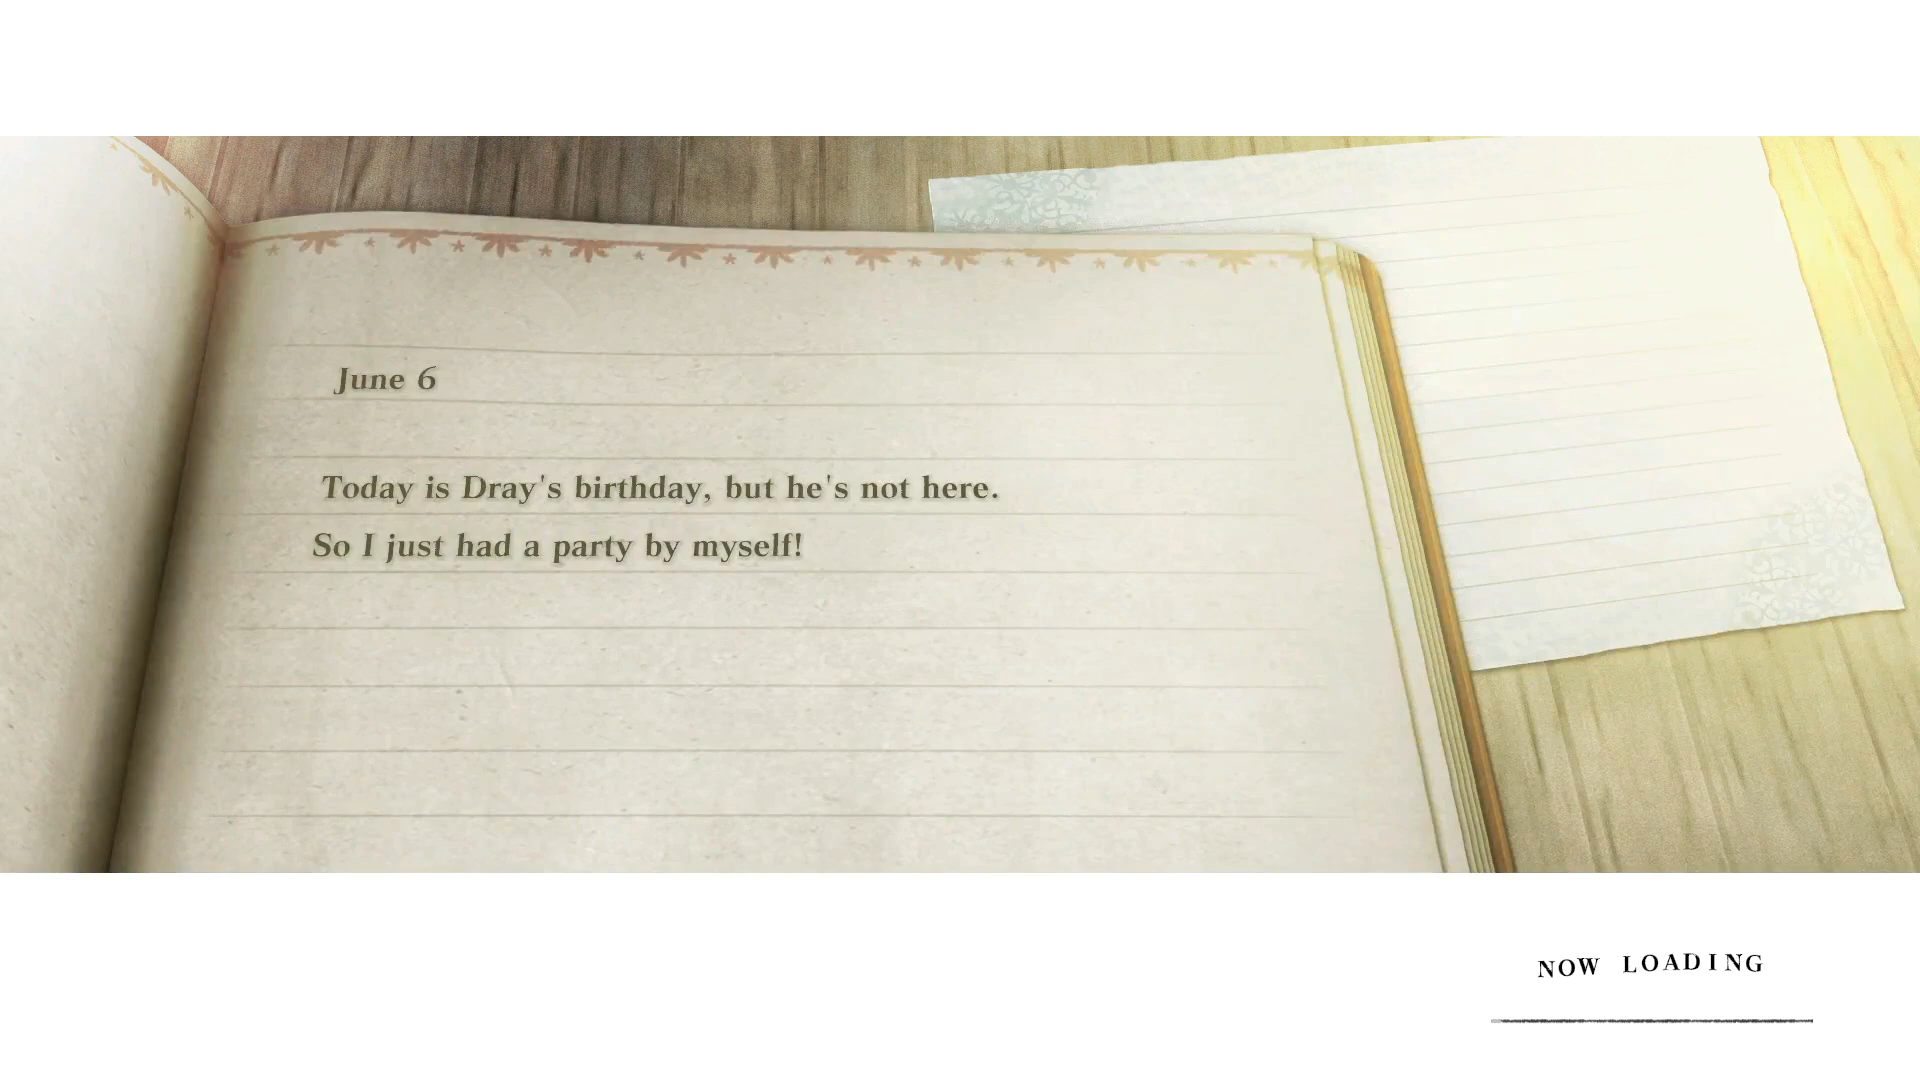 June 6
Today is Dray's birthday, but he's not here.
So I just had a party by myself!
NOW LOADING